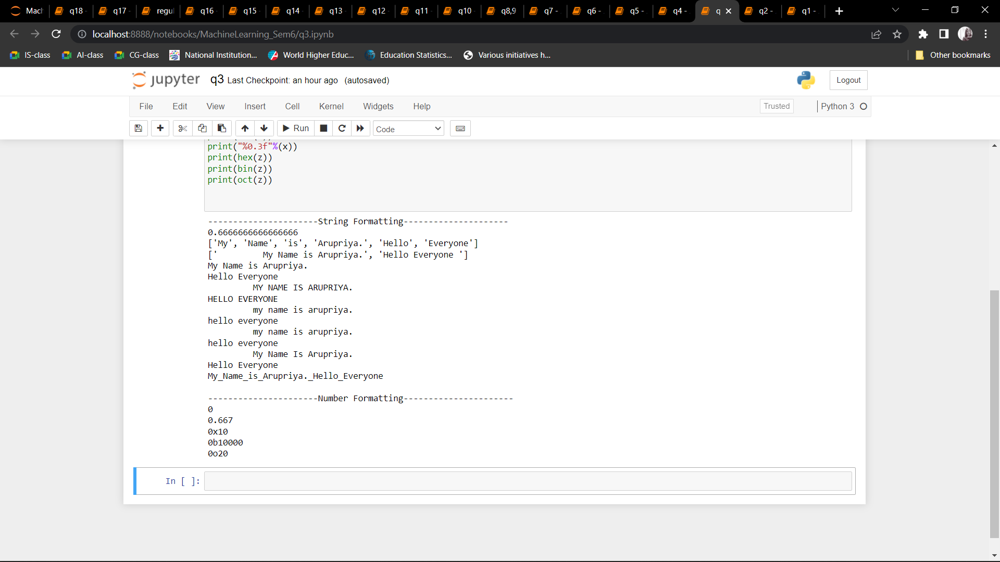 Mach q18 - q17 - regul q16 - q15 - q14 - q13 - q12 - q11 - q10 - q8,9 q7 - q6 - q5 - q4 - q q2 - q1 -
localhost:8888/notebooks/MachineLearning_Sem6/q3.ipynb
IS-class AI-class CG-class National Institution... World Higher Educ... Education Statistics... Various initiatives h... Other bookmarks
jupyter q3 Last Checkpoint: an hour ago (autosaved) Logout
File Edit View Insert Cell Kernel Widgets Help Trusted Python 3
Run Code
print("%0.3f"%(x))
print(hex(z))
print(bin(z))
print(oct(z))
----------------------String Formatting---------------------
0.6666666666666666
['My', 'Name', 'is', 'Arupriya.', 'Hello', 'Everyone']
['         My Name is Arupriya.', 'Hello Everyone ']
My Name is Arupriya.
Hello Everyone
         MY NAME IS ARUPRIYA.
HELLO EVERYONE
         my name is arupriya.
hello everyone
         my name is arupriya.
hello everyone
         My Name Is Arupriya.
Hello Everyone
My_Name_is_Arupriya._Hello_Everyone
----------------------Number Formatting----------------------
0
0.667
0x10
0b10000
0o20
In [ ]: